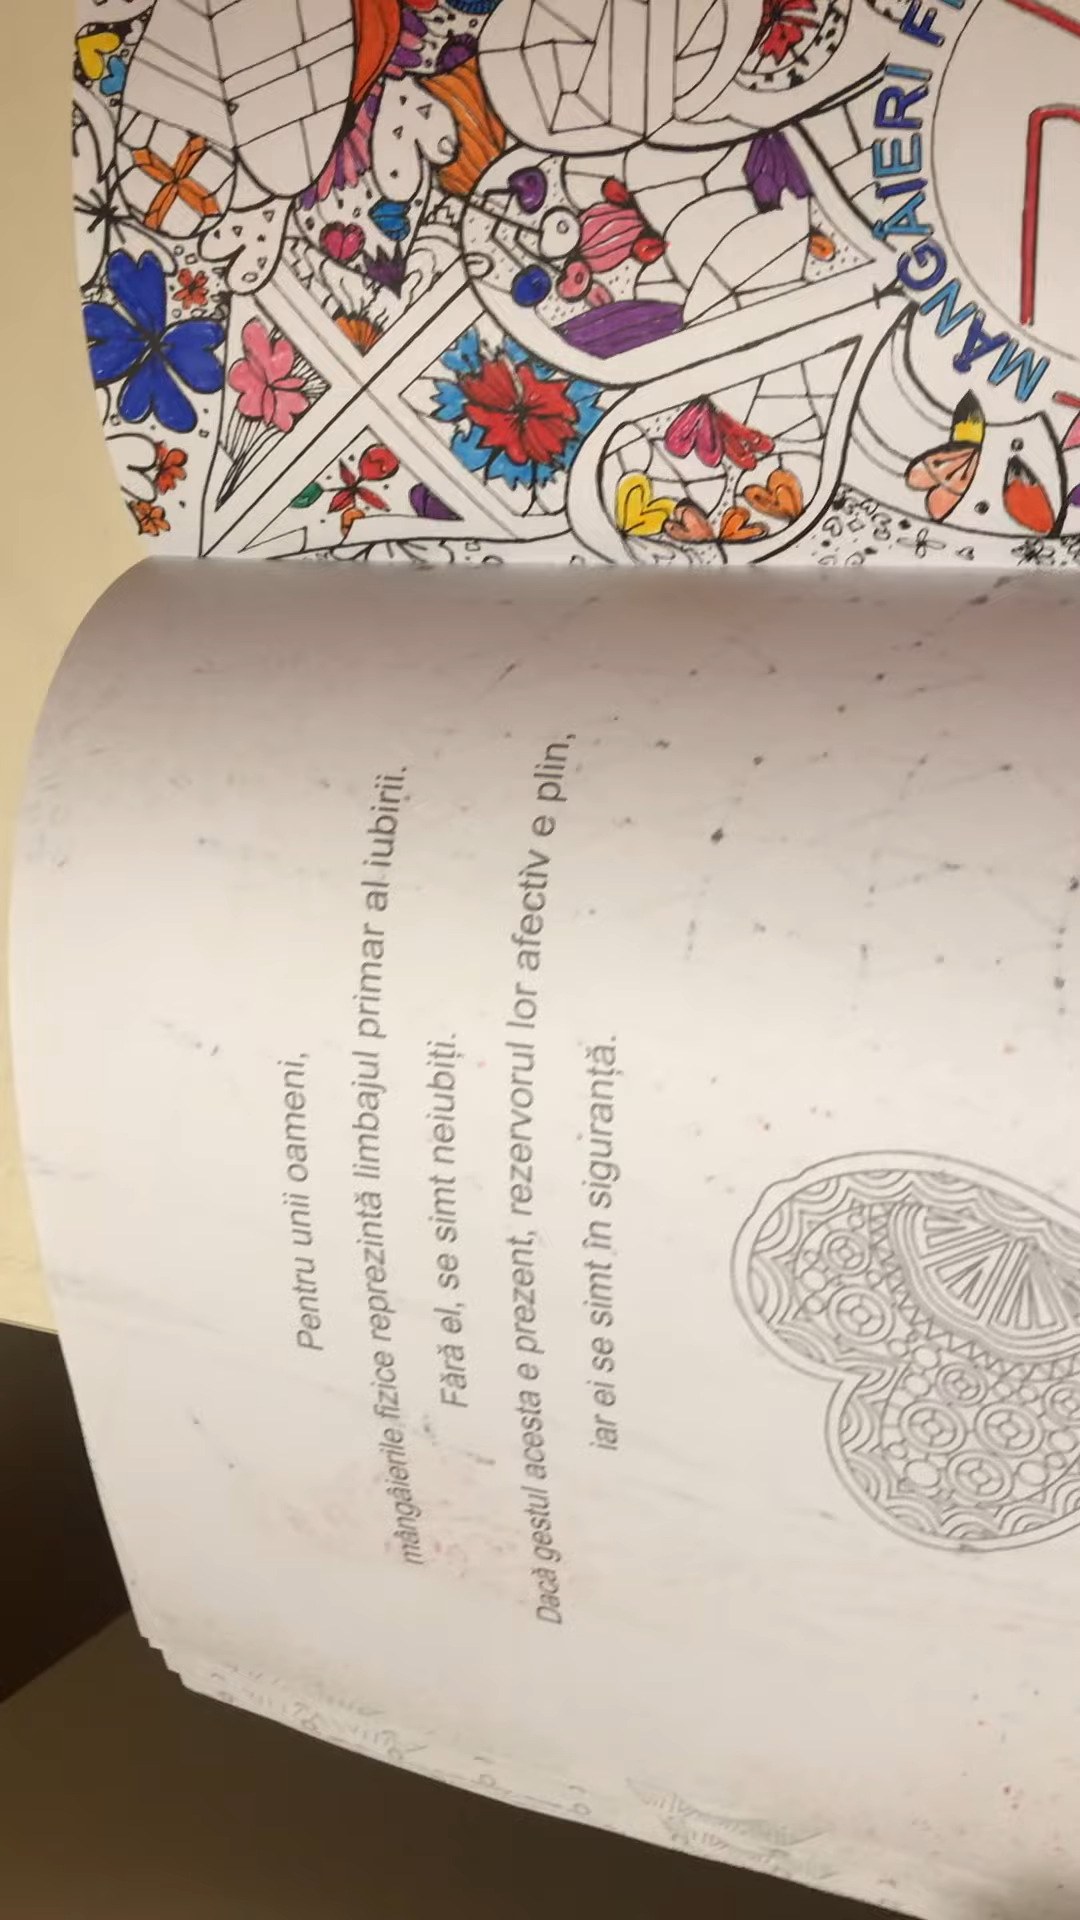 MÂNGÂIERI
Pentru unii oameni,
mângâierile fizice reprezintă limbajul primar al iubirii.
Fără el, se simt neiubiți.
Dacă gestul acesta e prezent, rezervorul lor afectiv e plin,
iar ei se simt în siguranță.